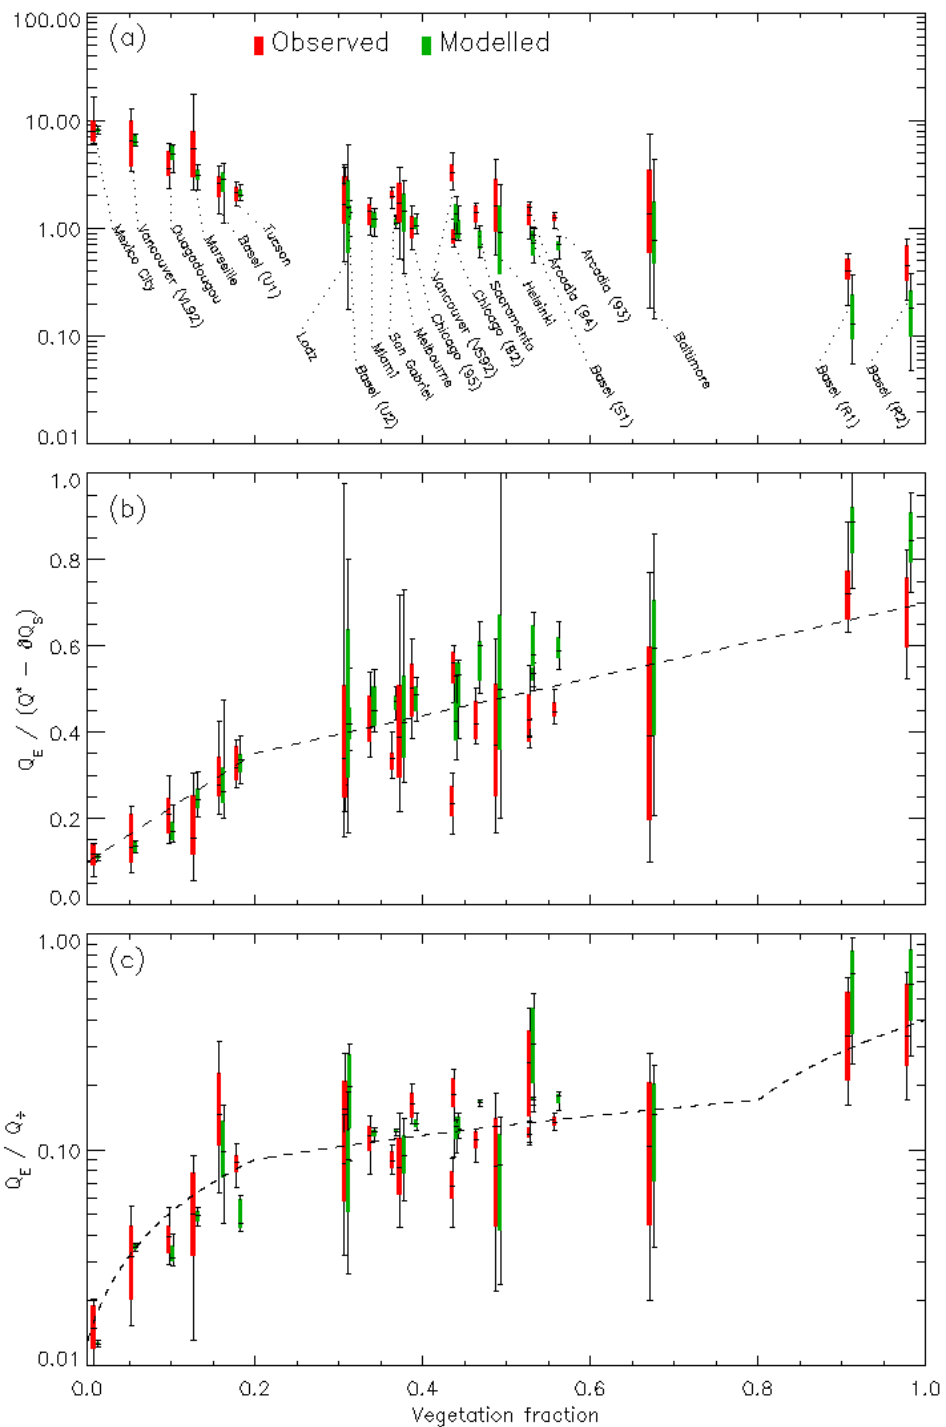 100.00
(a)
Observed
Modelled
10.00
1.00
0.10
0.01
Mexico City
Vancouver (VL92)
Ouagadougou
Marseille
Basel (U1)
Tucson
Lodz
Basel (U2)
Miami
San Gabriel
Melbourne
Chicago (95)
Vancouver (VS92)
Chicago (92)
Sacramento
Helsinki
Arcadia (94)
Arcadia (93)
Basel (S1)
Baltimore
Basel (R1)
Basel (R2)
1.0
(b)
0.8
0.6
0.4
0.2
0.0
Q_E / (Q* - ∂Q_S)
1.00
(c)
0.10
0.01
Q_E / Q_÷
0.0 0.2 0.4 0.6 0.8 1.0
Vegetation fraction